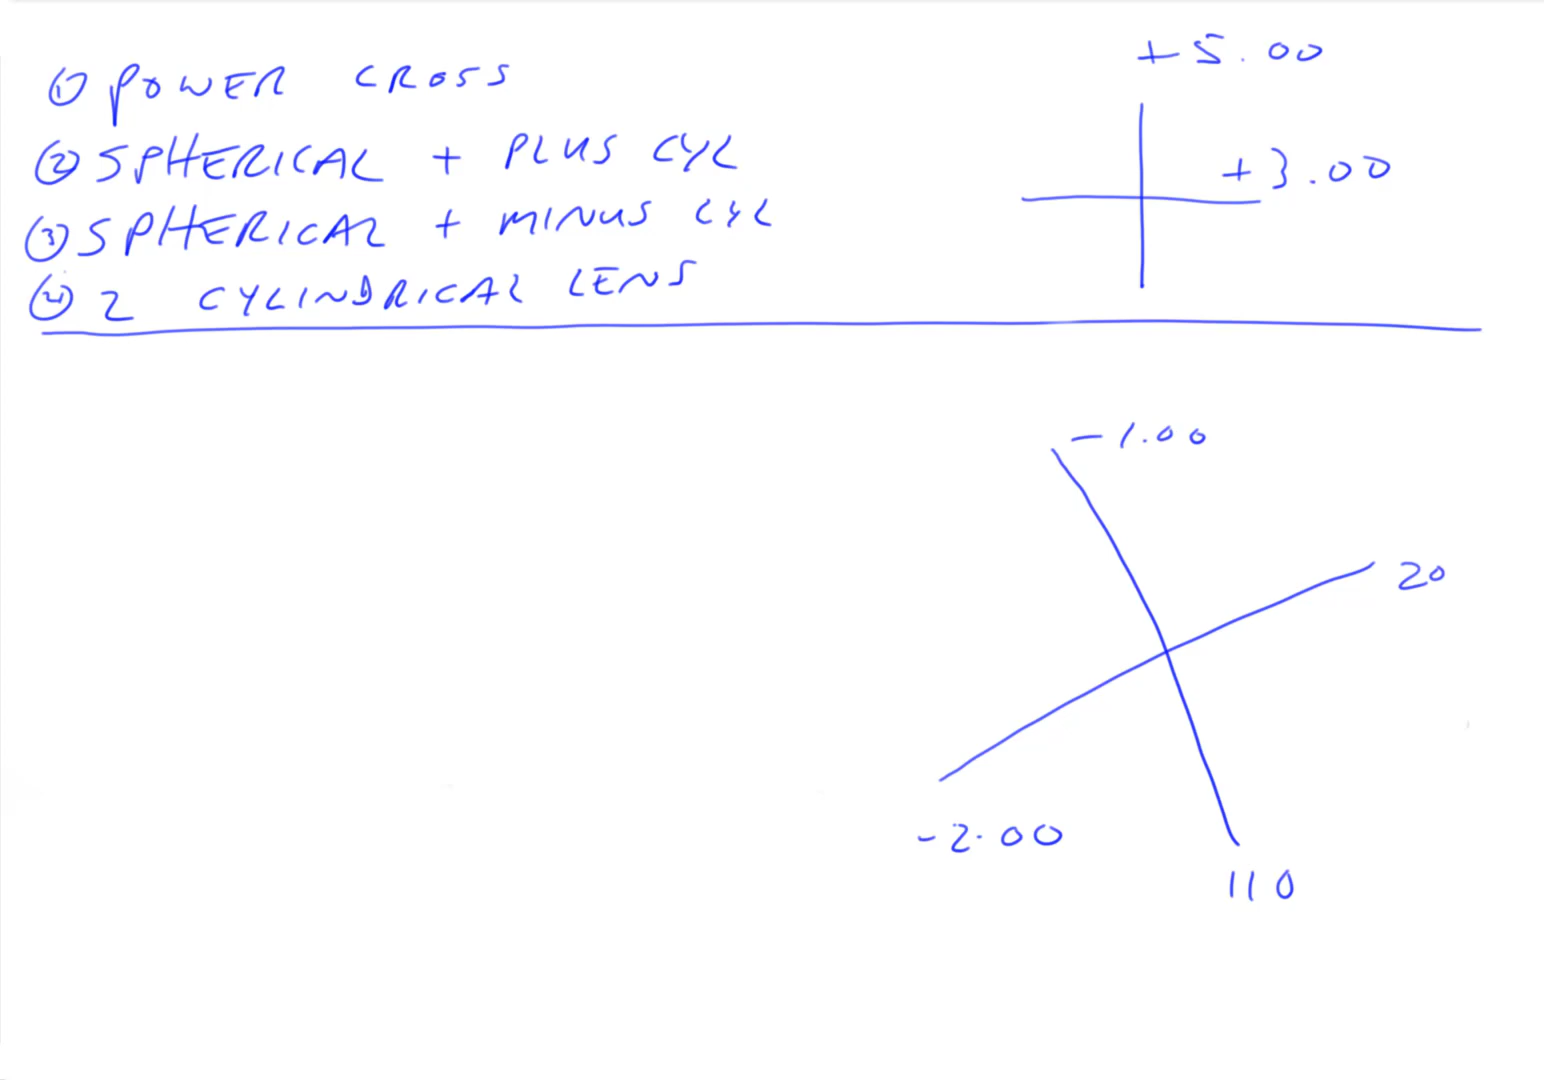 ① POWER CROSS
② SPHERICAL + PLUS CYL
③ SPHERICAL + MINUS CYL
④ 2 CYLINDRICAL LENS
+5.00
+3.00
-1.00
20
-2.00
110